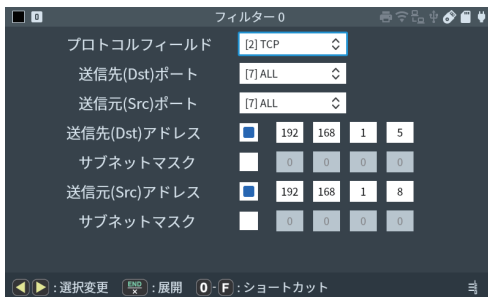 0 フィルター 0
プロトコルフィールド [2] TCP
送信先(Dst)ポート [7] ALL
送信元(Src)ポート [7] ALL
送信先(Dst)アドレス 192 168 1 5
サブネットマスク 0 0 0 0
送信元(Src)アドレス 192 168 1 8
サブネットマスク 0 0 0 0
:選択変更 END × :展開 0-F:ショートカット